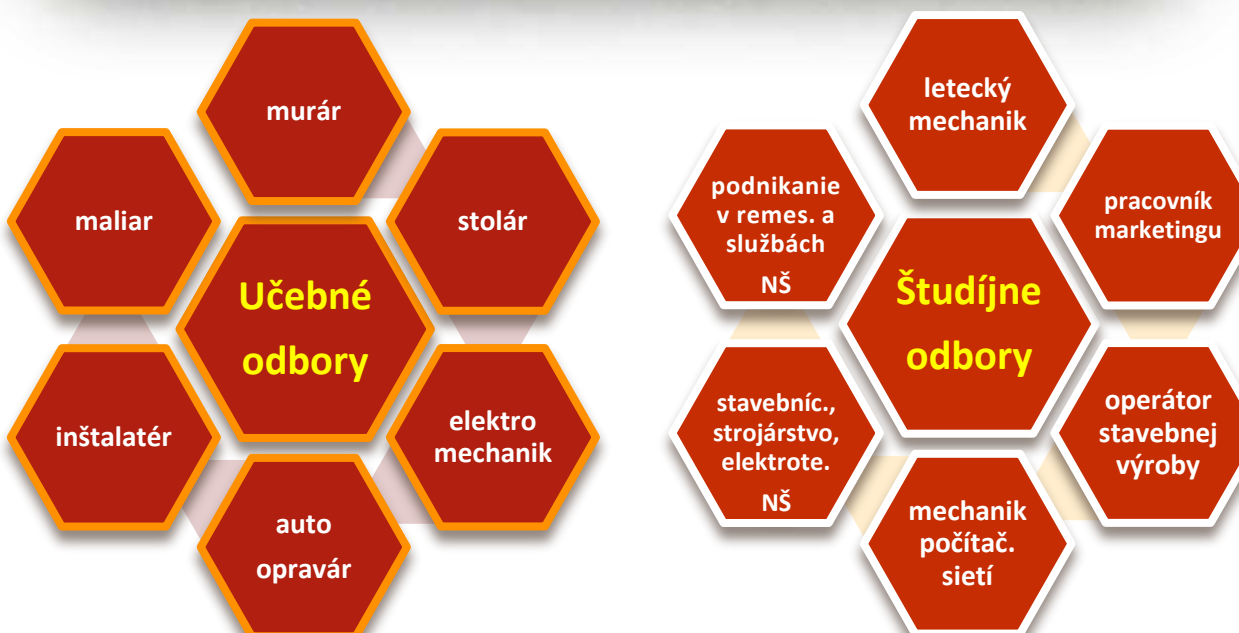 murár
maliar
stolár
Učebné
odbory
inštalatér
elektro
mechanik
auto
opravár
letecký
mechanik
podnikanie
v remes. a
službách
NŠ
pracovník
marketingu
Študíjne
odbory
stavebníc.,
strojárstvo,
elektrote.
NŠ
operátor
stavebnej
výroby
mechanik
počítač.
sietí